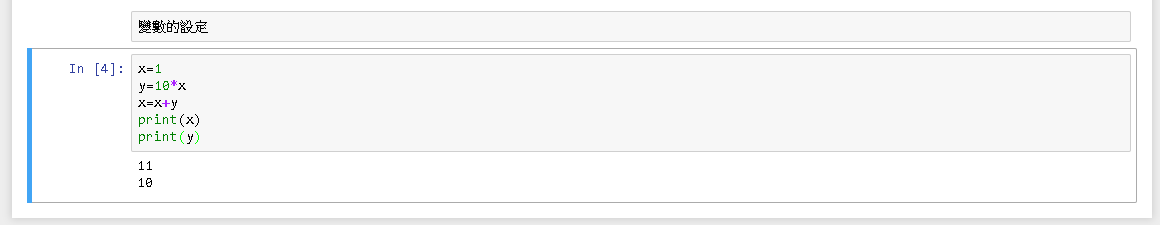 變數的設定
In [4]:
x=1
y=10*x
x=x+y
print(x)
print(y)
11
10